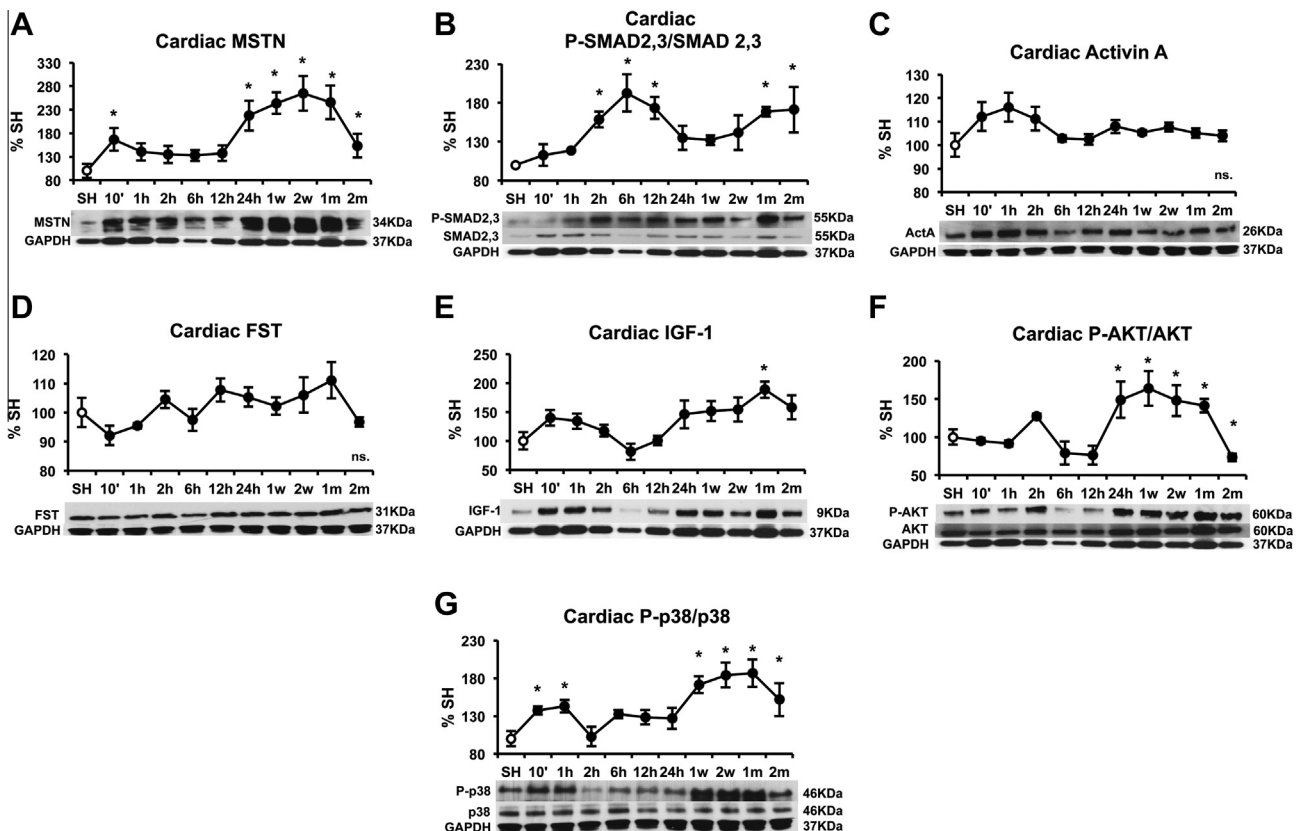 A
Cardiac MSTN
% SH
330
280
230
180
130
80
*
*
*
*
*
*
SH 10' 1h 2h 6h 12h 24h 1w 2w 1m 2m
MSTN 34KDa
GAPDH 37KDa
B
Cardiac
P-SMAD2,3/SMAD 2,3
% SH
230
180
130
80
*
*
*
*
*
SH 10' 1h 2h 6h 12h 24h 1w 2w 1m 2m
P-SMAD2,3 55KDa
SMAD2,3 55KDa
GAPDH 37KDa
C
Cardiac Activin A
% SH
130
120
110
100
90
80
ns.
SH 10' 1h 2h 6h 12h 24h 1w 2w 1m 2m
ActA 26KDa
GAPDH 37KDa
D
Cardiac FST
% SH
120
110
100
90
80
ns.
SH 10' 1h 2h 6h 12h 24h 1w 2w 1m 2m
FST 31KDa
GAPDH 37KDa
E
Cardiac IGF-1
% SH
250
200
150
100
50
*
SH 10' 1h 2h 6h 12h 24h 1w 2w 1m 2m
IGF-1 9KDa
GAPDH 37KDa
F
Cardiac P-AKT/AKT
% SH
200
150
100
50
*
*
*
*
*
SH 10' 1h 2h 6h 12h 24h 1w 2w 1m 2m
P-AKT 60KDa
AKT 60KDa
GAPDH 37KDa
G
Cardiac P-p38/p38
% SH
230
180
130
80
*
*
*
*
*
*
SH 10' 1h 2h 6h 12h 24h 1w 2w 1m 2m
P-p38 46KDa
p38 46KDa
GAPDH 37KDa